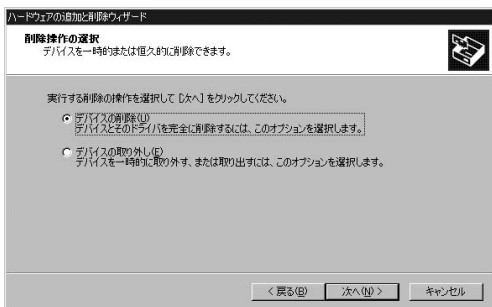 ハードウェアの追加と削除ウィザード
削除操作の選択
デバイスを一時的または恒久的に削除できます。
実行する削除の操作を選択して [次へ] をクリックしてください。
デバイスの削除(U)
デバイスとそのドライバを完全に削除するには、このオプションを選択します。
デバイスの取り外し(E)
デバイスを一時的に取り外す、または取り出すには、このオプションを選択します。
< 戻る(B)
次へ(N) >
キャンセル